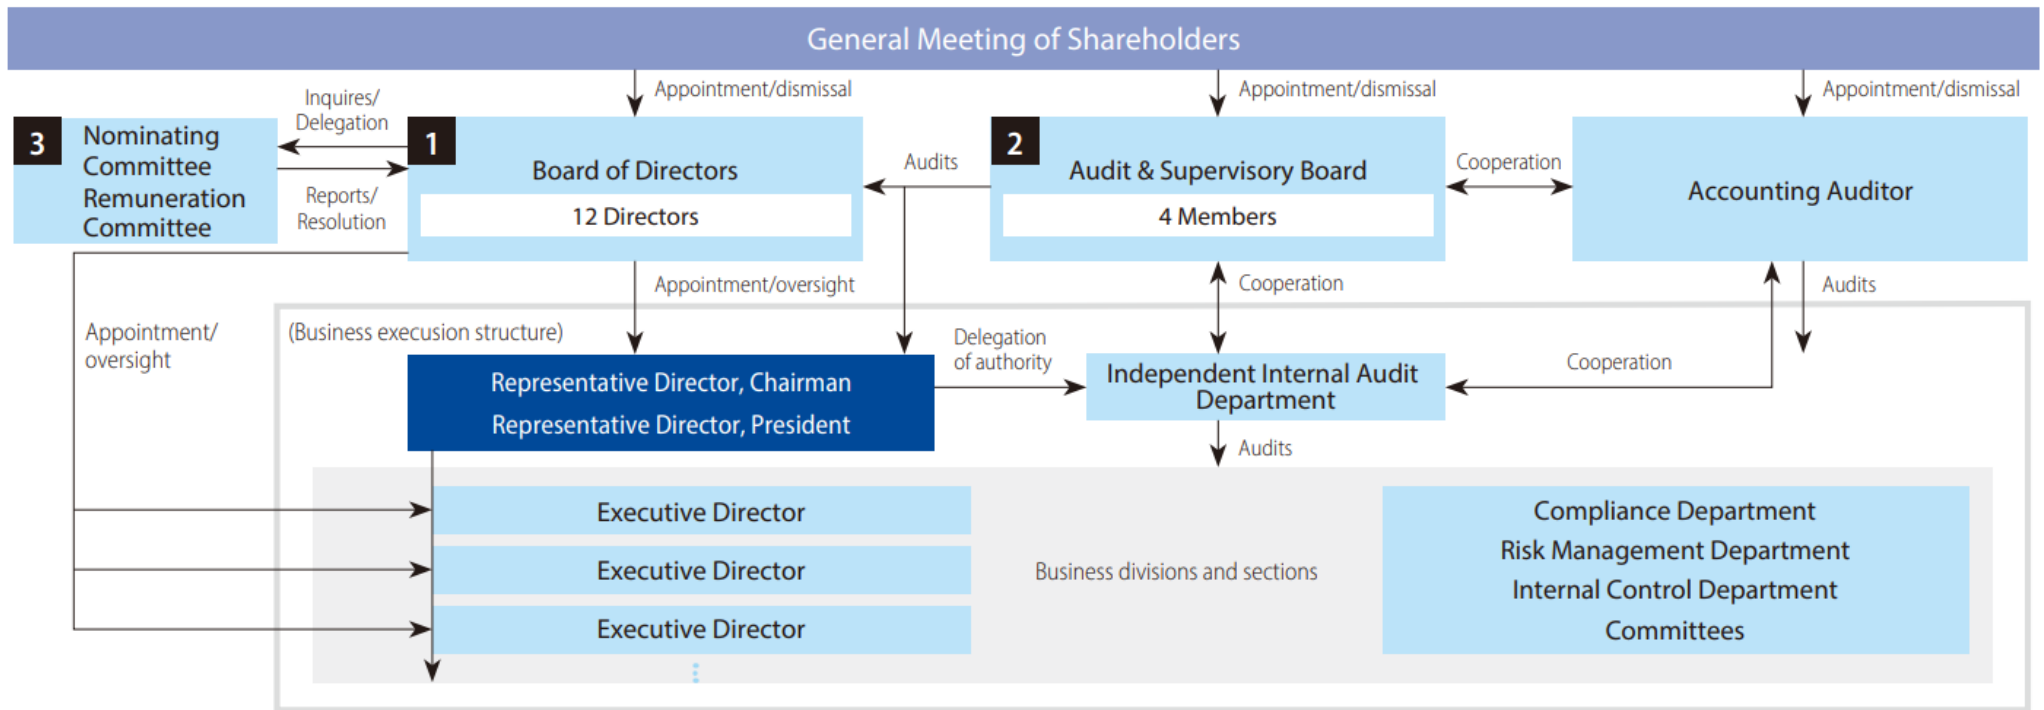 General Meeting of Shareholders
Appointment/dismissal
Appointment/dismissal
Appointment/dismissal
3
Nominating
Committee
Remuneration
Committee
Inquires/
Delegation
Reports/
Resolution
1
Board of Directors
12 Directors
Audits
2
Audit & Supervisory Board
4 Members
Cooperation
Accounting Auditor
Appointment/
oversight
Appointment/oversight
Cooperation
Audits
(Business execusion structure)
Representative Director, Chairman
Representative Director, President
Delegation
of authority
Independent Internal Audit
Department
Cooperation
Audits
Executive Director
Executive Director
Executive Director
Business divisions and sections
Compliance Department
Risk Management Department
Internal Control Department
Committees